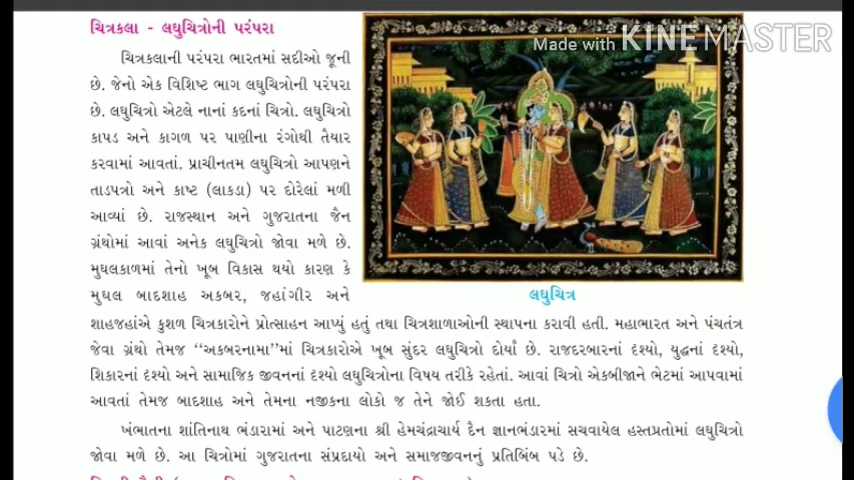 ચિત્રકલા - લઘુચિત્રોની પરંપરા
Made with KINEMASTER
ચિત્રકલાની પરંપરા ભારતમાં સદીઓ જૂની
છે. જેનો એક વિશિષ્ટ ભાગ લઘુચિત્રોની પરંપરા
છે. લઘુચિત્રો એટલે નાનાં કદનાં ચિત્રો. લઘુચિત્રો
કાપડ અને કાગળ પર પાણીના રંગોથી તૈયાર
કરવામાં આવતાં. પ્રાચીનતમ લઘુચિત્રો આપણને
તાડપત્રો અને કાષ્ટ (લાકડા) પર દોરેલાં મળી
આવ્યાં છે. રાજસ્થાન અને ગુજરાતના જૈન
ગ્રંથોમાં આવાં અનેક લઘુચિત્રો જોવા મળે છે.
મુઘલકાળમાં તેનો ખૂબ વિકાસ થયો કારણ કે
મુઘલ બાદશાહ અકબર, જહાંગીર અને
લઘુચિત્ર
શાહજહાંએ કુશળ ચિત્રકારોને પ્રોત્સાહન આપ્યું હતું તથા ચિત્રશાળાઓની સ્થાપના કરાવી હતી. મહાભારત અને પંચતંત્ર
જેવા ગ્રંથો તેમજ “અકબરનામા”માં ચિત્રકારોએ ખૂબ સુંદર લઘુચિત્રો દોર્યાં છે. રાજદરબારનાં દૃશ્યો, યુદ્ધનાં દૃશ્યો,
શિકારનાં દૃશ્યો અને સામાજિક જીવનનાં દૃશ્યો લઘુચિત્રોના વિષય તરીકે રહેતાં. આવાં ચિત્રો એકબીજાને ભેટમાં આપવામાં
આવતાં તેમજ બાદશાહ અને તેમના નજીકના લોકો જ તેને જોઈ શકતા હતા.
ખંભાતના શાંતિનાથ ભંડારામાં અને પાટણના શ્રી હેમચંદ્રાચાર્ય દૈન જ્ઞાનભંડારમાં સચવાયેલ હસ્તપ્રતોમાં લઘુચિત્રો
જોવા મળે છે. આ ચિત્રોમાં ગુજરાતના સંપ્રદાયો અને સમાજજીવનનું પ્રતિબિંબ પડે છે.